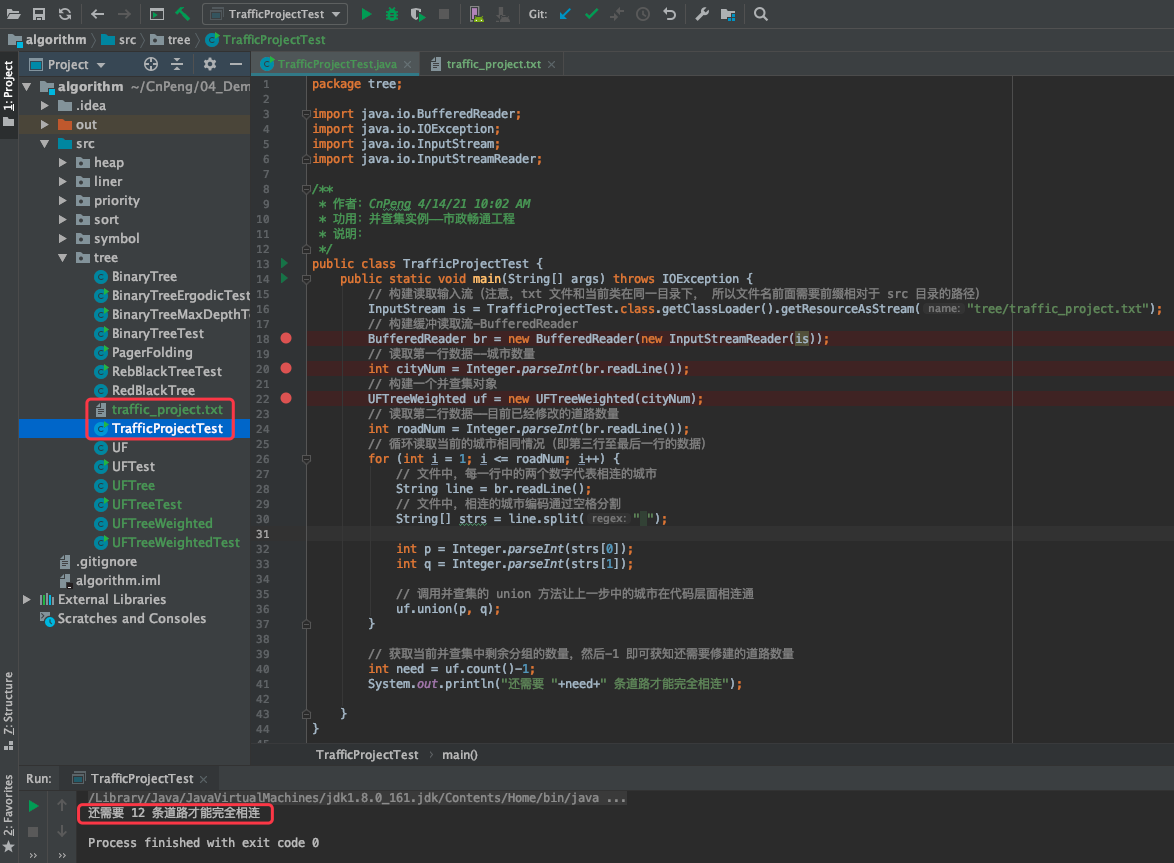 TrafficProjectTest
Git:
algorithm
src
tree
TrafficProjectTest
1: Project
Project
algorithm ~/CnPeng/04_Dem
.idea
out
src
heap
liner
priority
sort
symbol
tree
BinaryTree
BinaryTreeErgodicTest
BinaryTreeMaxDepthT
BinaryTreeTest
PagerFolding
RebBlackTreeTest
RedBlackTree
traffic_project.txt
TrafficProjectTest
UF
UFTest
UFTree
UFTreeTest
UFTreeWeighted
UFTreeWeightedTest
.gitignore
algorithm.iml
External Libraries
Scratches and Consoles
TrafficProjectTest.java
traffic_project.txt
1 package tree;
2
3 import java.io.BufferedReader;
4 import java.io.IOException;
5 import java.io.InputStream;
6 import java.io.InputStreamReader;
7
8 /**
9 * 作者：CnPeng 4/14/21 10:02 AM
10 * 功用：并查集实例——市政畅通工程
11 * 说明：
12 */
13 public class TrafficProjectTest {
14 public static void main(String[] args) throws IOException {
15 // 构建读取输入流（注意，txt 文件和当前类在同一目录下， 所以文件名前面需要前缀相对于 src 目录的路径）
16 InputStream is = TrafficProjectTest.class.getClassLoader().getResourceAsStream( name: "tree/traffic_project.txt");
17 // 构建缓冲读取流-BufferedReader
18 BufferedReader br = new BufferedReader(new InputStreamReader(is));
19 // 读取第一行数据——城市数量
20 int cityNum = Integer.parseInt(br.readLine());
21 // 构建一个并查集对象
22 UFTreeWeighted uf = new UFTreeWeighted(cityNum);
23 // 读取第二行数据——目前已经修改的道路数量
24 int roadNum = Integer.parseInt(br.readLine());
25 // 循环读取当前的城市相同情况（即第三行至最后一行的数据）
26 for (int i = 1; i <= roadNum; i++) {
27 // 文件中，每一行中的两个数字代表相连的城市
28 String line = br.readLine();
29 // 文件中，相连的城市编码通过空格分割
30 String[] strs = line.split( regex: " ");
31
32 int p = Integer.parseInt(strs[0]);
33 int q = Integer.parseInt(strs[1]);
34
35 // 调用并查集的 union 方法让上一步中的城市在代码层面相连通
36 uf.union(p, q);
37 }
38
39 // 获取当前并查集中剩余分组的数量，然后-1 即可获知还需要修建的道路数量
40 int need = uf.count()-1;
41 System.out.println("还需要 "+need+" 条道路才能完全相连");
42
43 }
44 }
45
TrafficProjectTest
main()
Z: Structure
2: Favorites
Run:
TrafficProjectTest
/Library/Java/JavaVirtualMachines/jdk1.8.0_161.jdk/Contents/Home/bin/java ...
还需要 12 条道路才能完全相连
Process finished with exit code 0